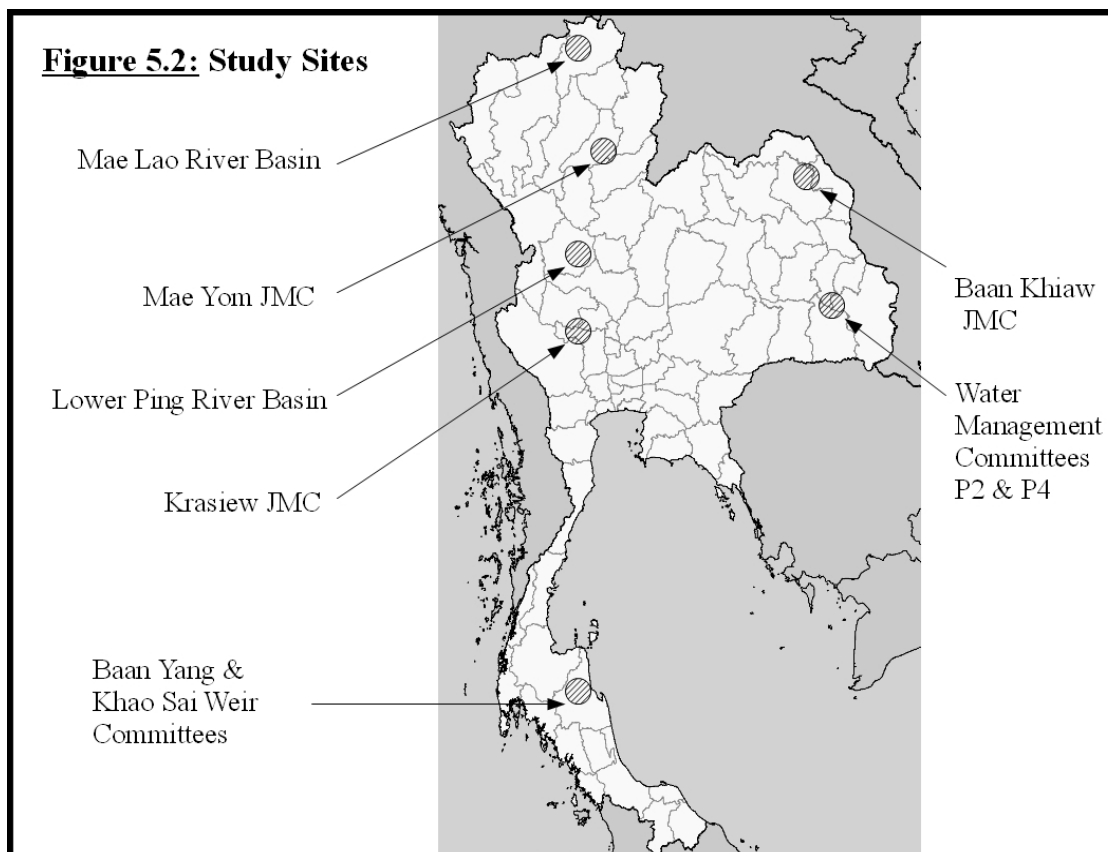 Figure 5.2: Study Sites
Mae Lao River Basin
Mae Yom JMC
Lower Ping River Basin
Krasiew JMC
Baan Yang &
Khao Sai Weir
Committees
Baan Khiaw
JMC
Water
Management
Committees
P2 & P4